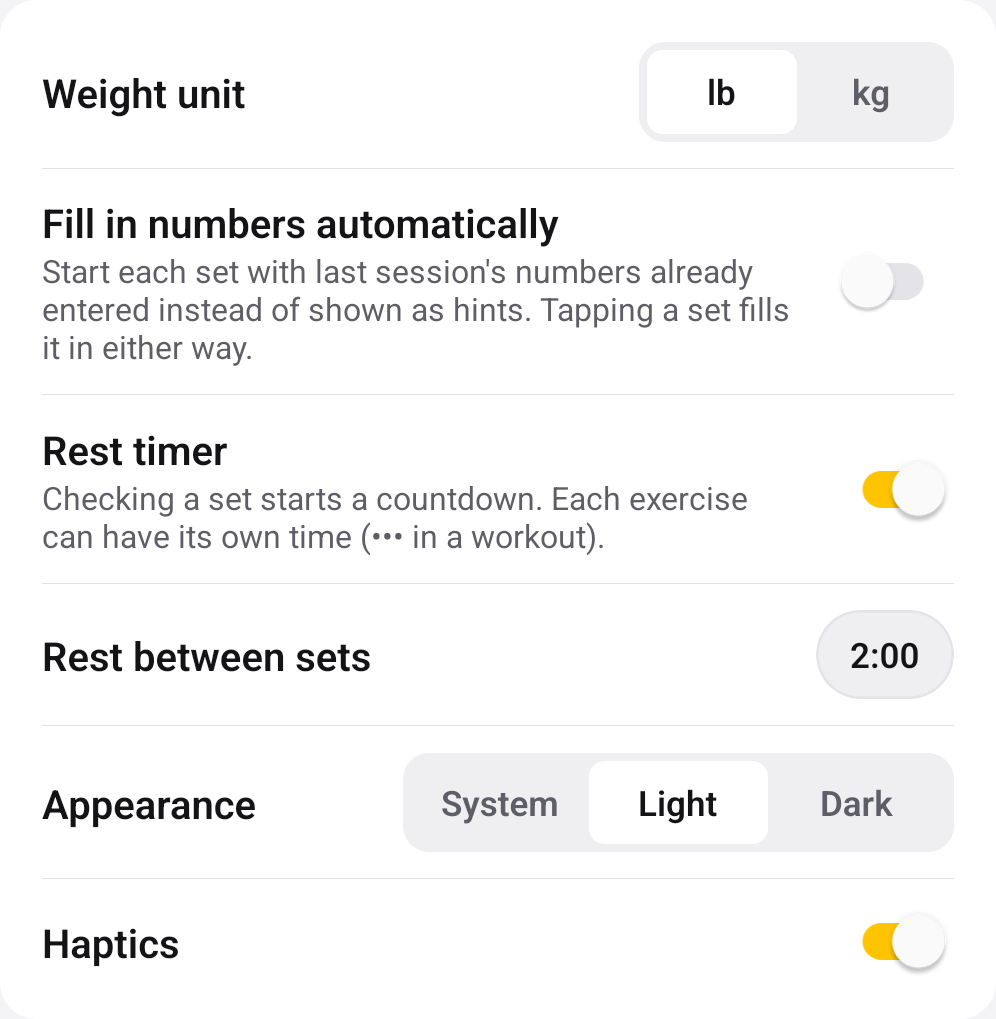 Weight unit
lb
kg
Fill in numbers automatically
Start each set with last session's numbers already
entered instead of shown as hints. Tapping a set fills
it in either way.
Rest timer
Checking a set starts a countdown. Each exercise
can have its own time (••• in a workout).
Rest between sets
2:00
Appearance
System
Light
Dark
Haptics